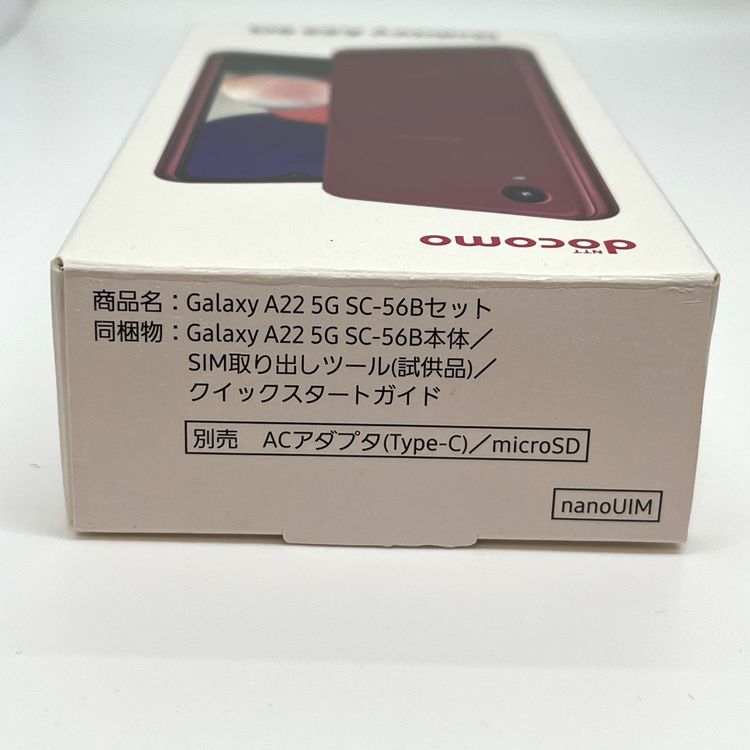 NTT
docomo
商品名：Galaxy A22 5G SC-56Bセット
同梱物：Galaxy A22 5G SC-56B本体／
SIM取り出しツール(試供品)／
クイックスタートガイド
別売　ACアダプタ(Type-C)／microSD
nanoUIM